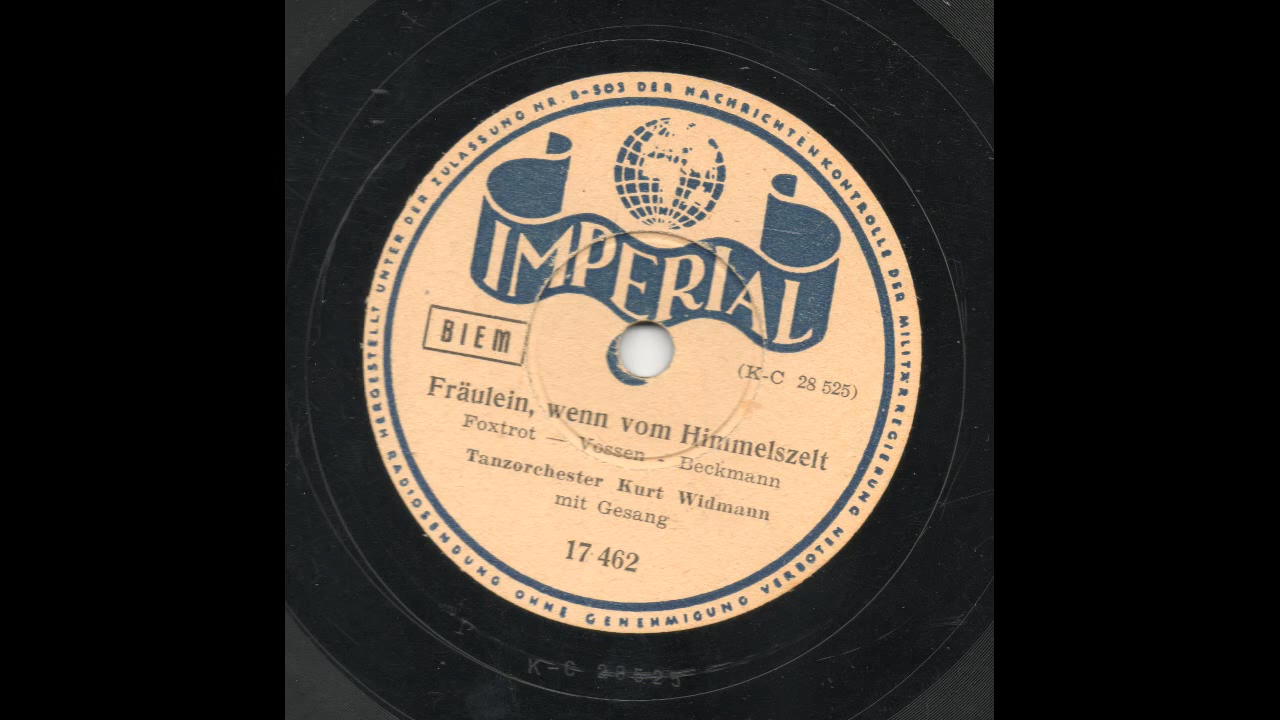 HERGESTELLT UNTER DER ZULASSUNG NR. B-503 DER NACHRICHTENKONTROLLE DER MILITÄRREGIERUNG
RADIOSENDUNG OHNE GENEHMIGUNG VERBOTEN
IMPERIAL
BIEM
(K-C 28 525)
Fräulein, wenn vom Himmelszelt
Foxtrot — Vossen - Beckmann
Tanzorchester Kurt Widmann
mit Gesang
17 462
K-C 28525